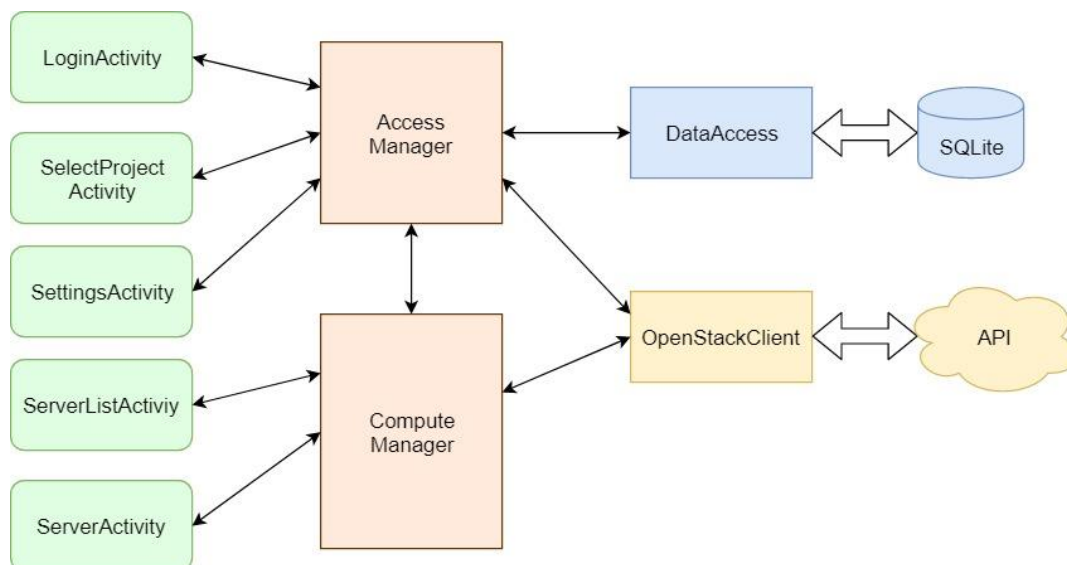 LoginActivity
SelectProject
Activity
SettingsActivity
ServerListActiviy
ServerActivity
Access
Manager
Compute
Manager
DataAccess
SQLite
OpenStackClient
API